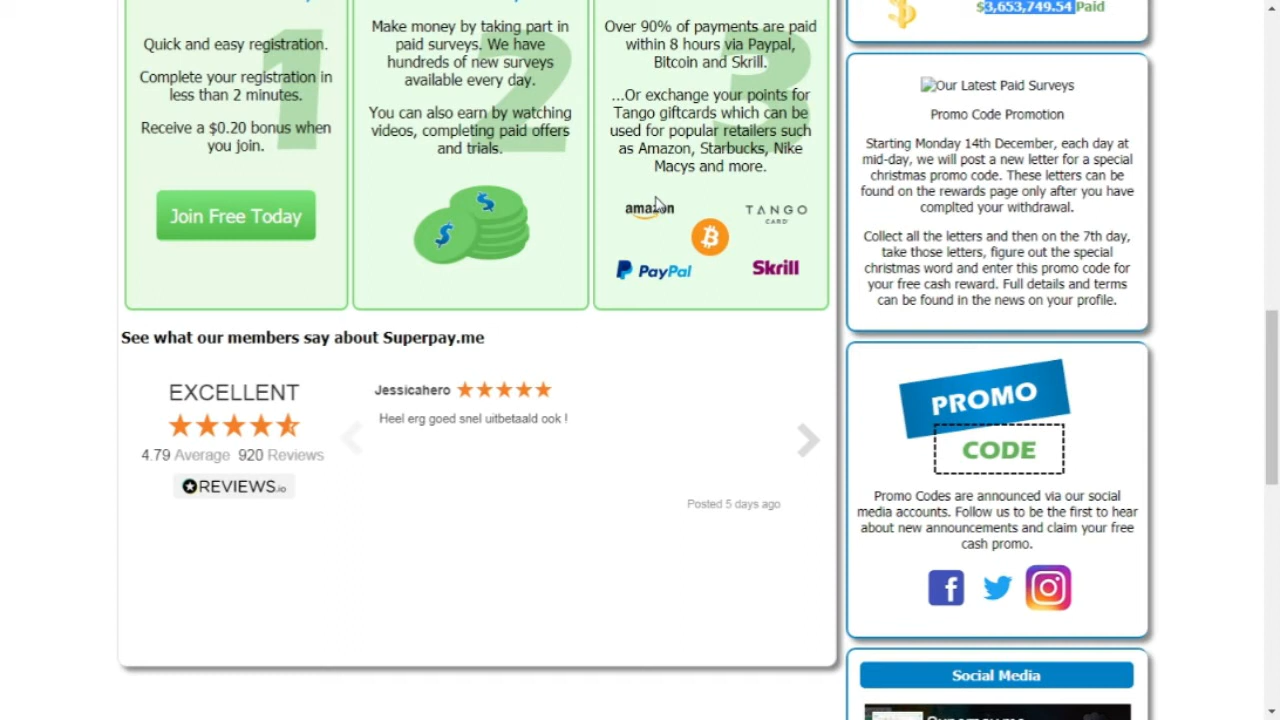 Quick and easy registration.
Complete your registration in
less than 2 minutes.
Receive a $0.20 bonus when
you join.
1
Join Free Today
Make money by taking part in
paid surveys. We have
hundreds of new surveys
available every day.
You can also earn by watching
videos, completing paid offers
and trials.
2
Over 90% of payments are paid
within 8 hours via Paypal,
Bitcoin and Skrill.
...Or exchange your points for
Tango giftcards which can be
used for popular retailers such
as Amazon, Starbucks, Nike
Macys and more.
3
amazon
TANGO
CARD
PayPal
Skrill
See what our members say about Superpay.me
EXCELLENT
4.79 Average 920 Reviews
REVIEWS.io
Jessicahero
Heel erg goed snel uitbetaald ook !
Posted 5 days ago
$3,653,749.54 Paid
Our Latest Paid Surveys
Promo Code Promotion
Starting Monday 14th December, each day at
mid-day, we will post a new letter for a special
christmas promo code. These letters can be
found on the rewards page only after you have
complted your withdrawal.
Collect all the letters and then on the 7th day,
take those letters, figure out the special
christmas word and enter this promo code for
your free cash reward. Full details and terms
can be found in the news on your profile.
PROMO
CODE
Promo Codes are announced via our social
media accounts. Follow us to be the first to hear
about new announcements and claim your free
cash promo.
Social Media